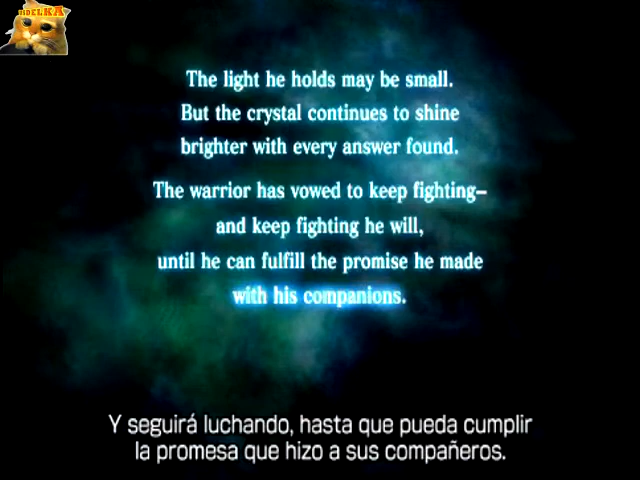 The light he holds may be small.
But the crystal continues to shine
brighter with every answer found.
The warrior has vowed to keep fighting—
and keep fighting he will,
until he can fulfill the promise he made
with his companions.
Y seguirá luchando, hasta que pueda cumplir
la promesa que hizo a sus compañeros.